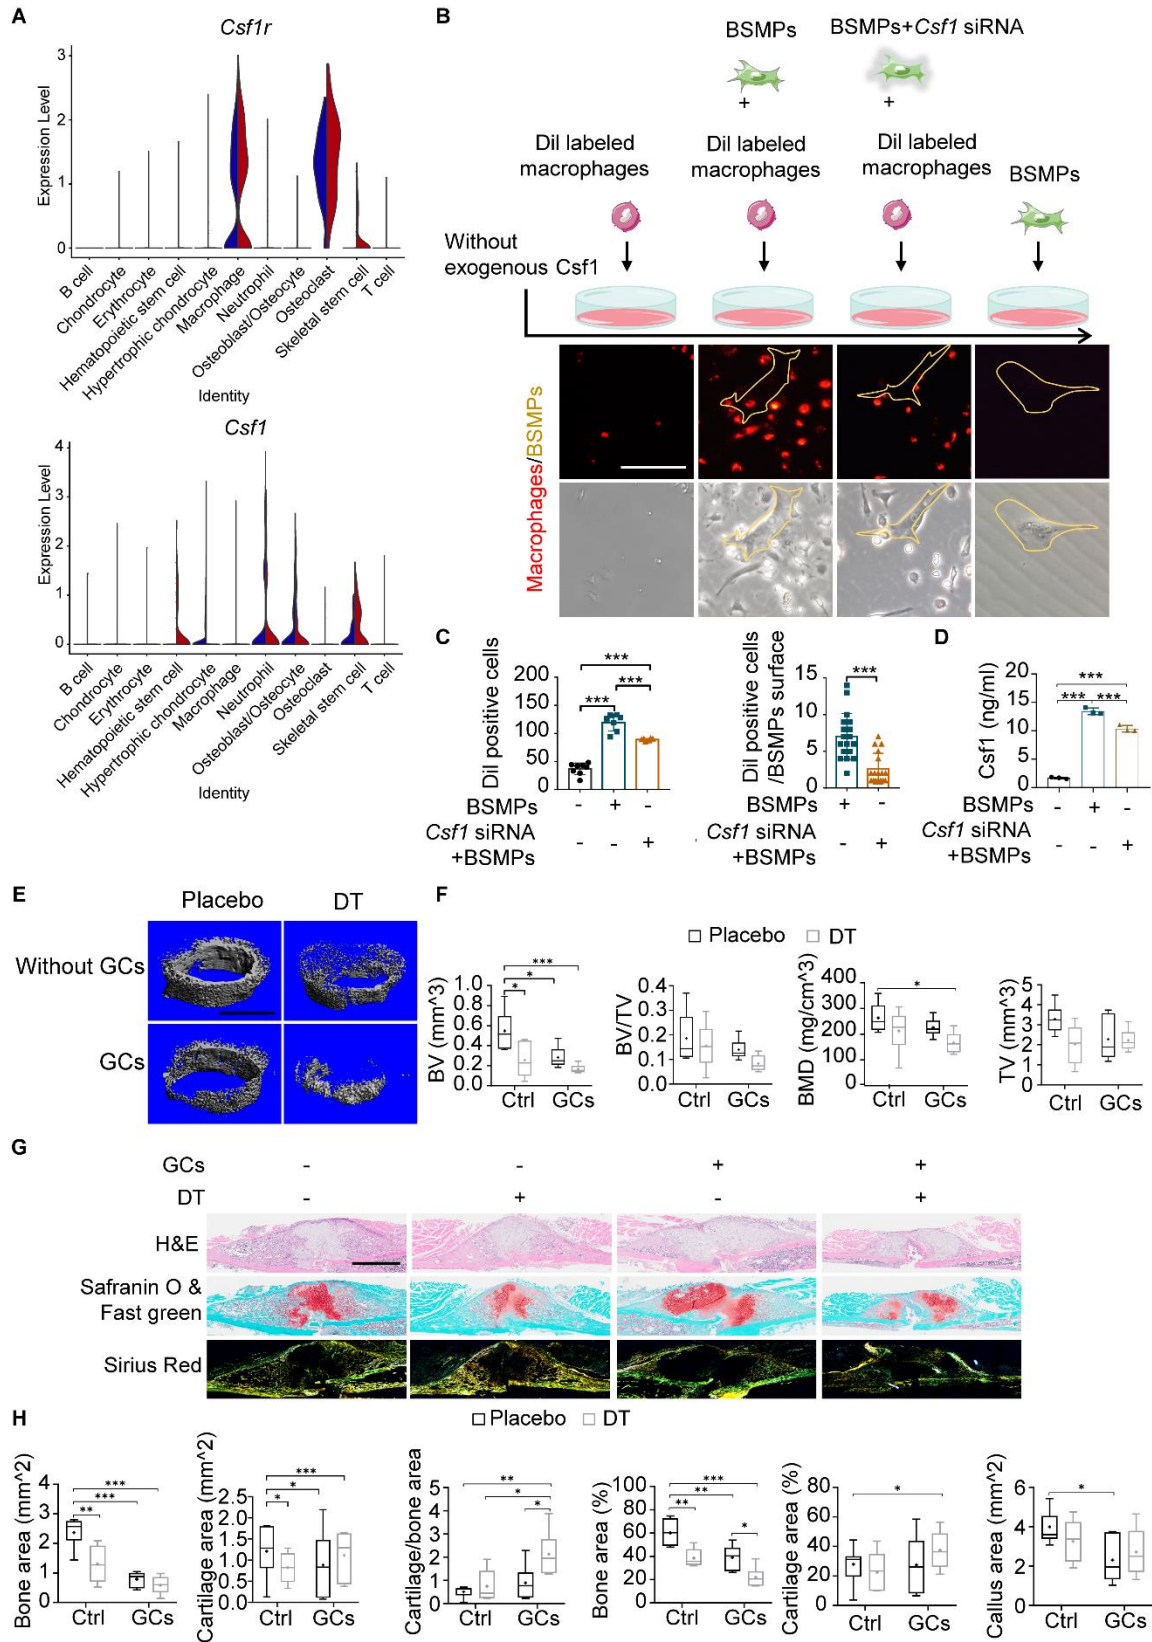 A
Csf1r
Expression Level
3
2
1
0
B cell
Chondrocyte
Erythrocyte
Hematopoietic stem cell
Hypertrophic chondrocyte
Macrophage
Neutrophil
Osteoblast/Osteocyte
Osteoclast
Skeletal stem cell
T cell
Identity
Csf1
Expression Level
4
3
2
1
0
B cell
Chondrocyte
Erythrocyte
Hematopoietic stem cell
Hypertrophic chondrocyte
Macrophage
Neutrophil
Osteoblast/Osteocyte
Osteoclast
Skeletal stem cell
T cell
Identity
B
BSMPs
BSMPs+Csf1 siRNA
+
+
Dil labeled
macrophages
Dil labeled
macrophages
Dil labeled
macrophages
BSMPs
Without
exogenous Csf1
Macrophages/BSMPs
C
Dil positive cells
200
150
100
50
0
***
***
***
BSMPs
- + -
Csf1 siRNA
+BSMPs
- - +
Dil positive cells
/BSMPs surface
15
10
5
0
***
BSMPs
+ -
Csf1 siRNA
+BSMPs
- +
D
Csf1 (ng/ml)
20
15
10
5
0
***
*** ***
BSMPs
- + -
Csf1 siRNA
+BSMPs
- - +
E
Placebo DT
Without GCs
GCs
F
Placebo DT
BV (mm^3)
1.0
0.8
0.6
0.4
0.2
0.0
***
*
*
Ctrl GCs
BV/TV
0.4
0.3
0.2
0.1
0.0
Ctrl GCs
BMD (mg/cm^3)
400
300
200
100
0
*
Ctrl GCs
TV (mm^3)
5
4
3
2
1
0
Ctrl GCs
G
GCs - - + +
DT - + - +
H&E
Safranin O &
Fast green
Sirius Red
H
Placebo DT
Bone area (mm^2)
4
3
2
1
0
***
***
**
Ctrl GCs
Cartilage area (mm^2)
2.5
2.0
1.5
1.0
0.5
0.0
***
*
*
Ctrl GCs
Cartilage/bone area
5
4
3
2
1
0
**
*
*
Ctrl GCs
Bone area (%)
100
80
60
40
20
0
***
**
**
*
Ctrl GCs
Cartilage area (%)
80
60
40
20
0
*
Ctrl GCs
Callus area (mm^2)
6
4
2
0
*
Ctrl GCs